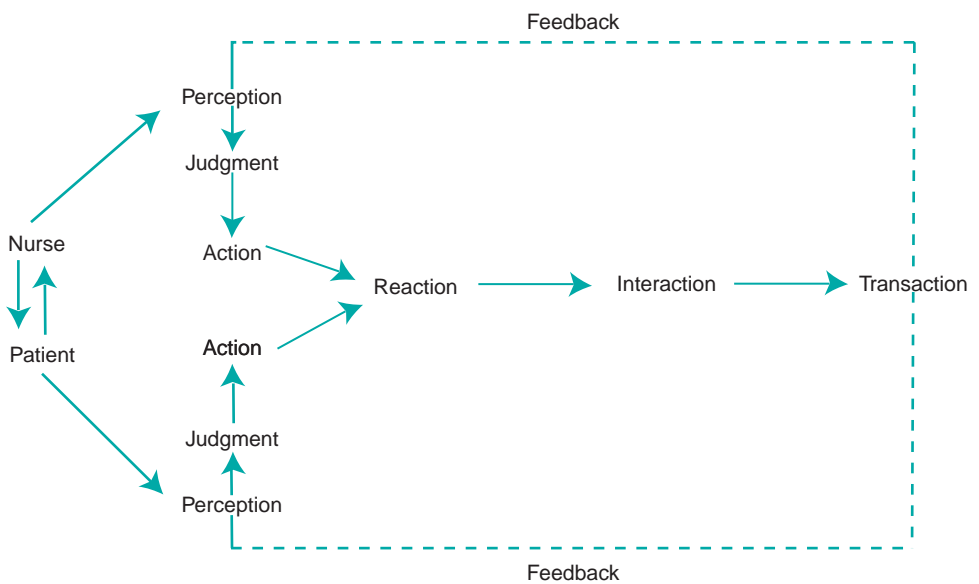 Feedback
Perception
Judgment
Nurse
Action
Reaction
Interaction
Transaction
Patient
Action
Judgment
Perception
Feedback